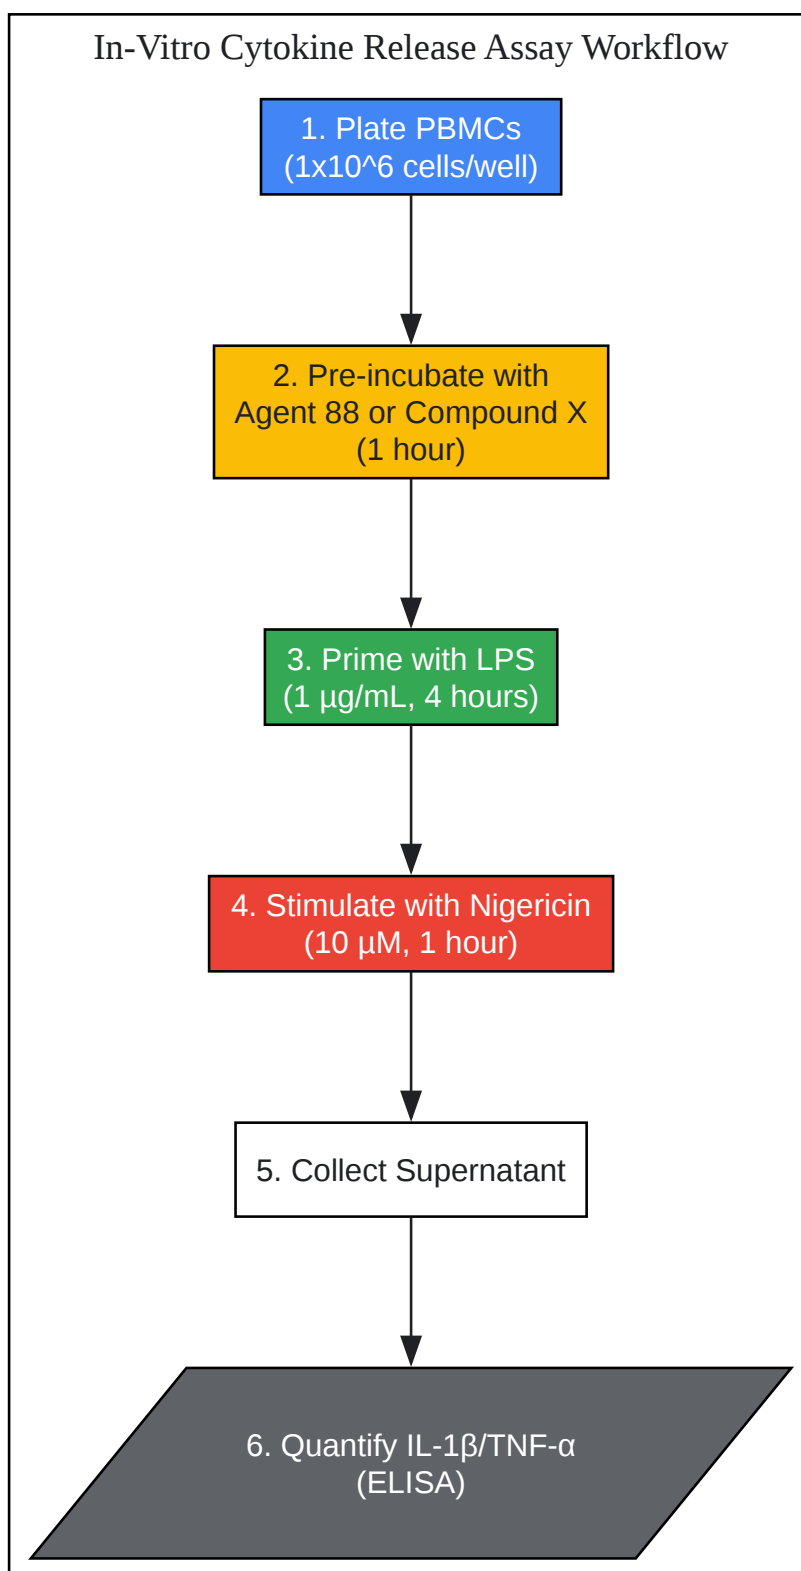 In-Vitro Cytokine Release Assay Workflow
1. Plate PBMCs
(1x10^6 cells/well)
2. Pre-incubate with
Agent 88 or Compound X
(1 hour)
3. Prime with LPS
(1 µg/mL, 4 hours)
4. Stimulate with Nigericin
(10 µM, 1 hour)
5. Collect Supernatant
6. Quantify IL-1β/TNF-α
(ELISA)